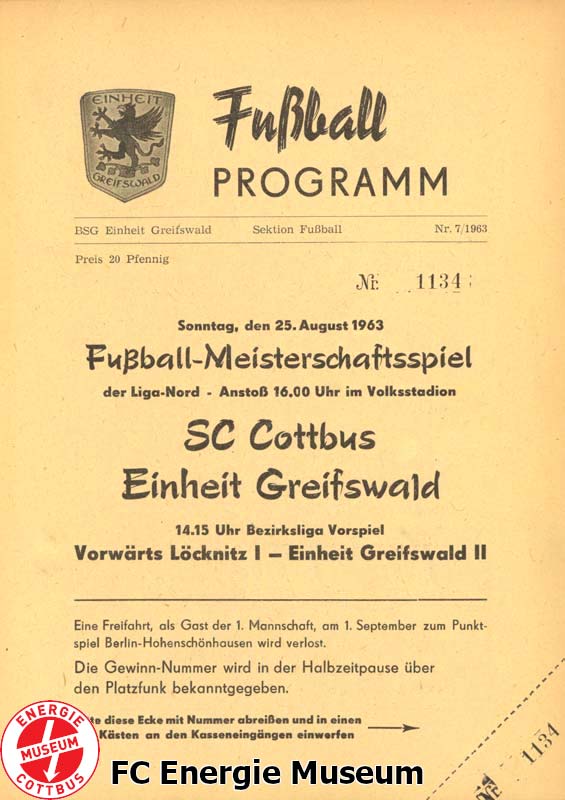 EINHEIT
GREIFSWALD
Fußball
PROGRAMM
BSG Einheit Greifswald Sektion Fußball Nr. 7/1963
Preis 20 Pfennig
Nr. 1134
Sonntag, den 25. August 1963
Fußball-Meisterschaftsspiel
der Liga-Nord - Anstoß 16.00 Uhr im Volksstadion
SC Cottbus
Einheit Greifswald
14.15 Uhr Bezirksliga Vorspiel
Vorwärts Löcknitz I – Einheit Greifswald II
Eine Freifahrt, als Gast der 1. Mannschaft, am 1. September zum Punkt-
spiel Berlin-Hohenschönhausen wird verlost.
Die Gewinn-Nummer wird in der Halbzeitpause über
den Platzfunk bekanntgegeben.
diese Ecke mit Nummer abreißen und in einen
Kästen an den Kasseneingängen einwerfen
Nr. 1134
ENERGIE
MUSEUM
COTTBUS
FC Energie Museum